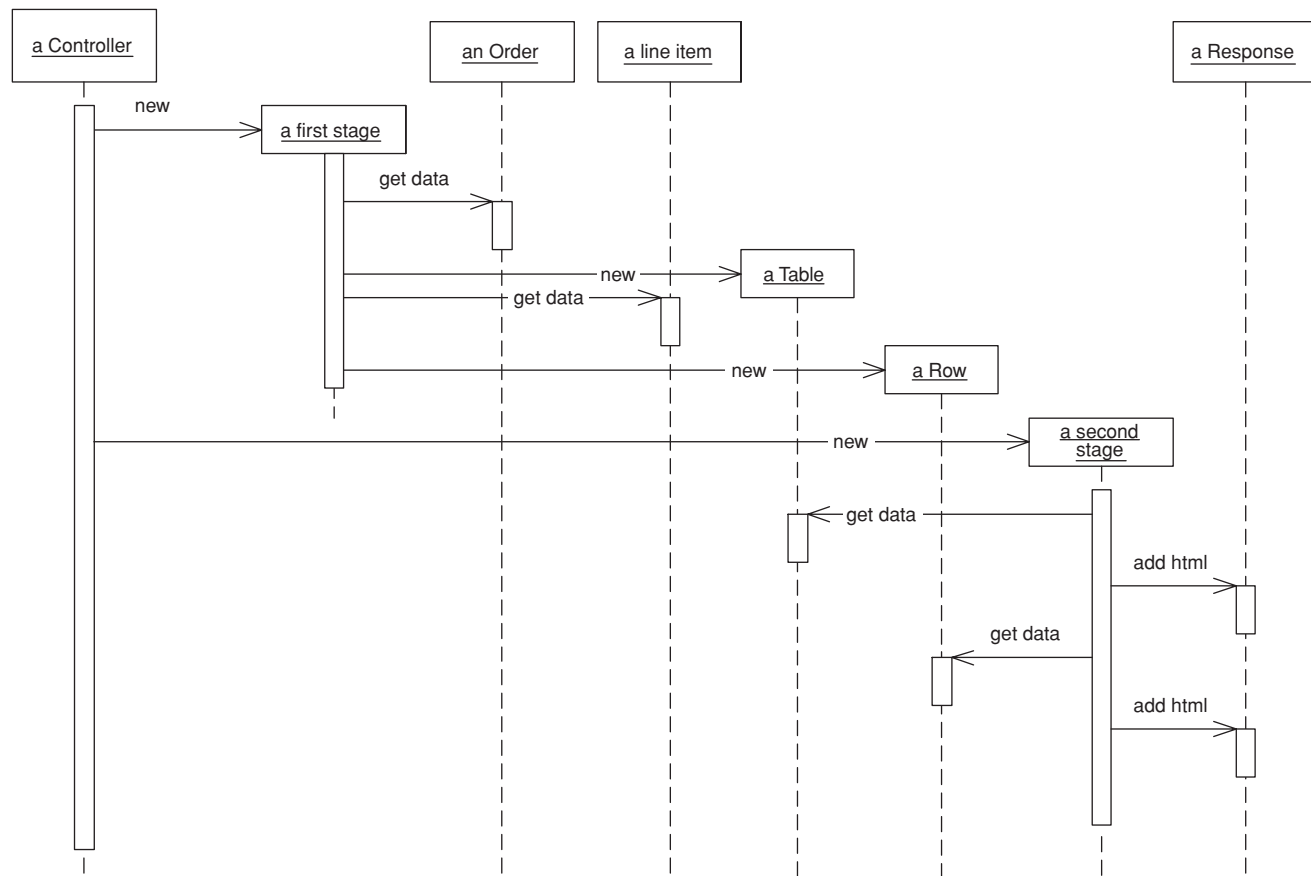 a Controller
an Order
a line item
a Response
new
a first stage
get data
new
a Table
get data
new
a Row
new
a second
stage
get data
add html
get data
add html